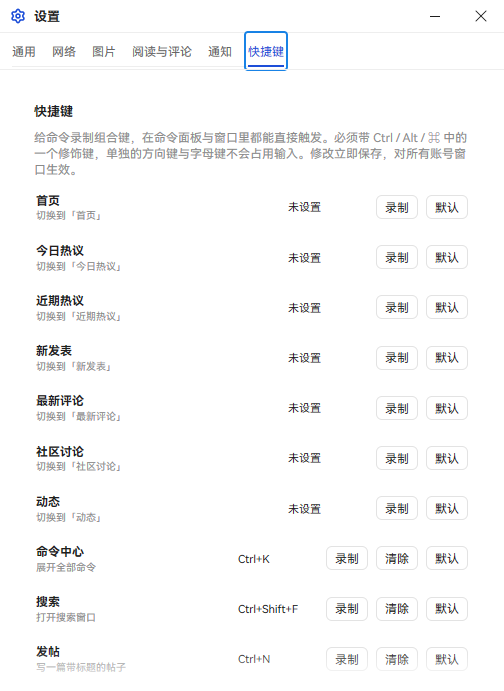 设置
通用 网络 图片 阅读与评论 通知 快捷键
快捷键
给命令录制组合键，在命令面板与窗口里都能直接触发。必须带 Ctrl / Alt / ⌘ 中的
一个修饰键，单独的方向键与字母键不会占用输入。修改立即保存，对所有账号窗
口生效。
首页
切换到「首页」
未设置 录制 默认
今日热议
切换到「今日热议」
未设置 录制 默认
近期热议
切换到「近期热议」
未设置 录制 默认
新发表
切换到「新发表」
未设置 录制 默认
最新评论
切换到「最新评论」
未设置 录制 默认
社区讨论
切换到「社区讨论」
未设置 录制 默认
动态
切换到「动态」
未设置 录制 默认
命令中心
展开全部命令
Ctrl+K 录制 清除 默认
搜索
打开搜索窗口
Ctrl+Shift+F 录制 清除 默认
发帖
写一篇带标题的帖子
Ctrl+N 录制 清除 默认